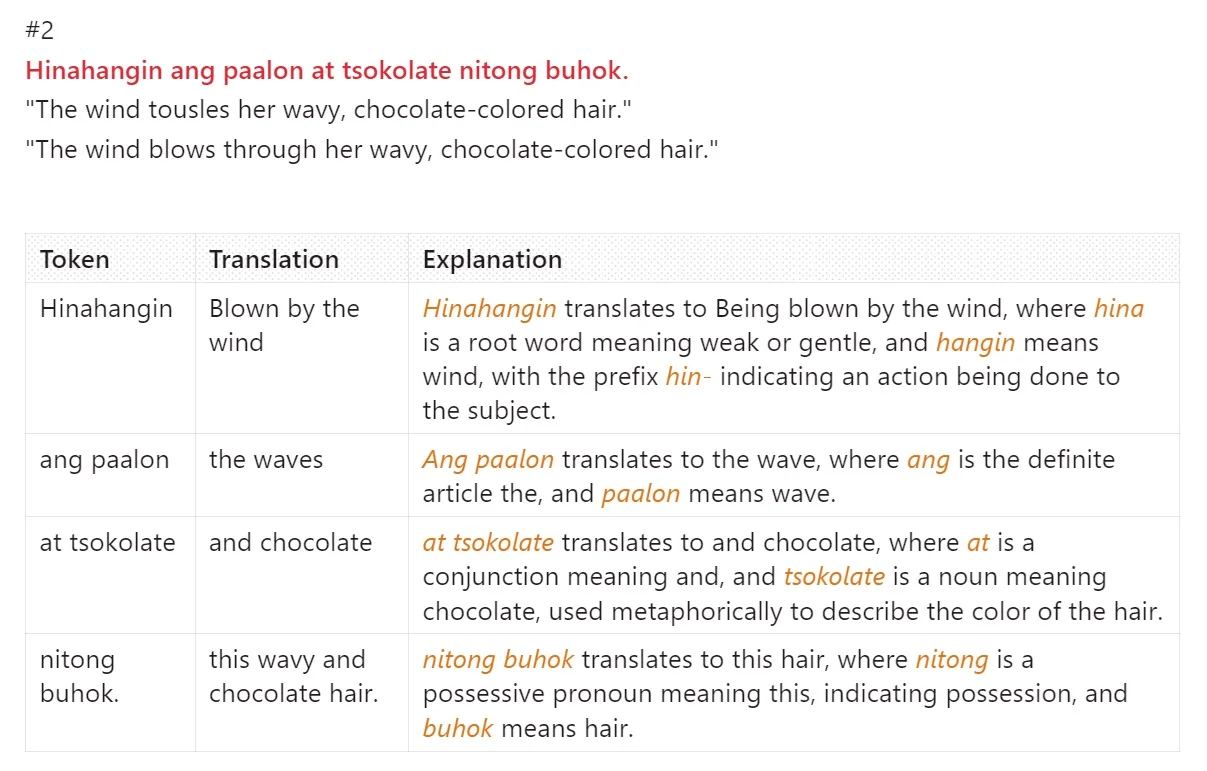 #2
Hinahangin ang paalon at tsokolate nitong buhok.
"The wind tousles her wavy, chocolate-colored hair."
"The wind blows through her wavy, chocolate-colored hair."
Token Translation Explanation
Hinahangin Blown by the wind Hinahangin translates to Being blown by the wind, where hina
is a root word meaning weak or gentle, and hangin means
wind, with the prefix hin- indicating an action being done to
the subject.
ang paalon the waves Ang paalon translates to the wave, where ang is the definite
article the, and paalon means wave.
at tsokolate and chocolate at tsokolate translates to and chocolate, where at is a
conjunction meaning and, and tsokolate is a noun meaning
chocolate, used metaphorically to describe the color of the hair.
nitong buhok. this wavy and chocolate hair. nitong buhok translates to this hair, where nitong is a
possessive pronoun meaning this, indicating possession, and
buhok means hair.